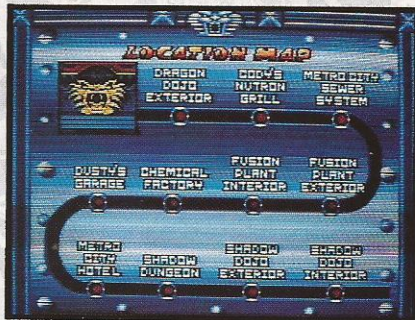 LOCATION MAP
DRAGON DOJO EXTERIOR
CODY'S NUTRON GRILL
METRO CITY SEWER SYSTEM
DUSTY'S GARAGE
CHEMICAL FACTORY
FUSION PLANT INTERIOR
FUSION PLANT EXTERIOR
METRO CITY HOTEL
SHADOW DUNGEON
SHADOW DOJO EXTERIOR
SHADOW DOJO INTERIOR